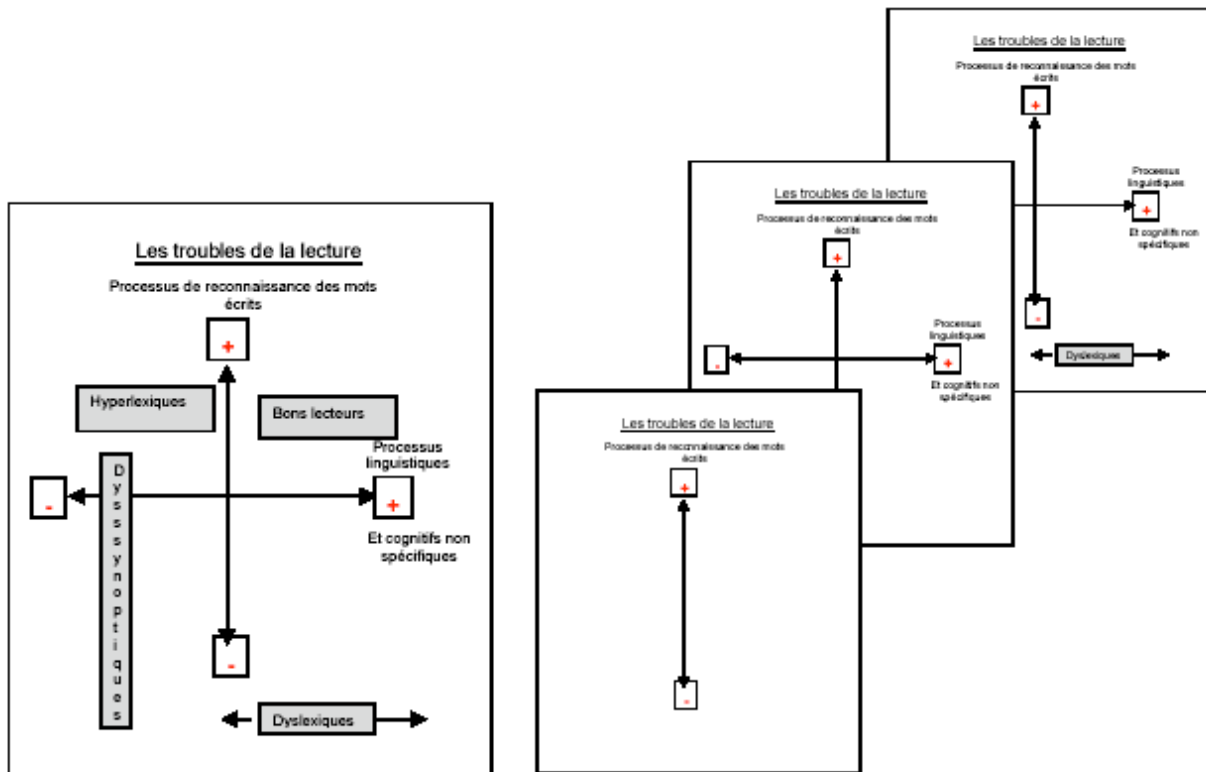 Les troubles de la lecture
Processus de reconnaissance des mots
écrits
+
Hyperlexiques
Bons lecteurs
Processus
linguistiques
-
+
Et cognitifs non
spécifiques
Dysssynoptiques
-
Dyslexiques
Les troubles de la lecture
Processus de reconnaissance des mots
écrits
+
-
Les troubles de la lecture
Processus de reconnaissance des mots
écrits
+
Processus
linguistiques
-
+
Et cognitifs non
spécifiques
Les troubles de la lecture
Processus de reconnaissance des mots
écrits
+
Processus
linguistiques
+
Et cognitifs non
spécifiques
-
Dyslexiques